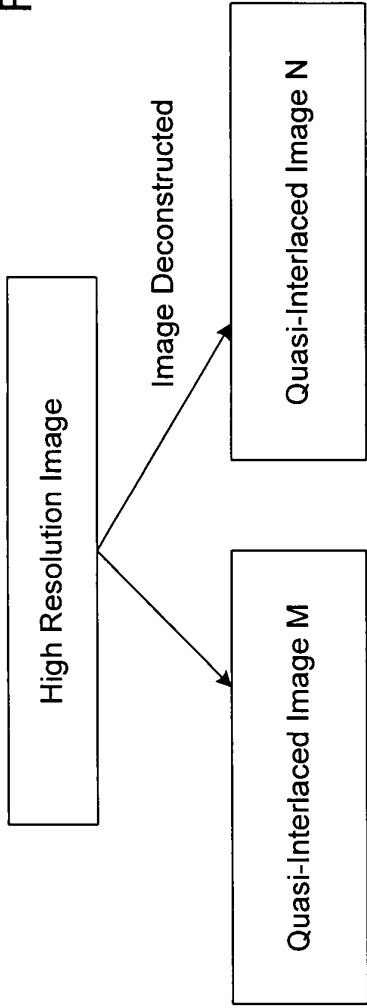 High Resolution Image
Image Deconstructed
Quasi-Interlaced Image M
Quasi-Interlaced Image N